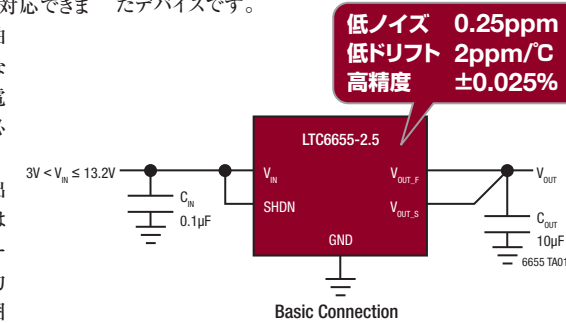 対応できま
たデバイスです。
低ノイズ 0.25ppm
低ドリフト 2ppm/℃
高精度 ±0.025%
LTC6655-2.5
3V < VIN ≤ 13.2V
VIN
VOUT_F
VOUT
SHDN
VOUT_S
CIN
0.1µF
COUT
10µF
GND
6655 TA01
Basic Connection